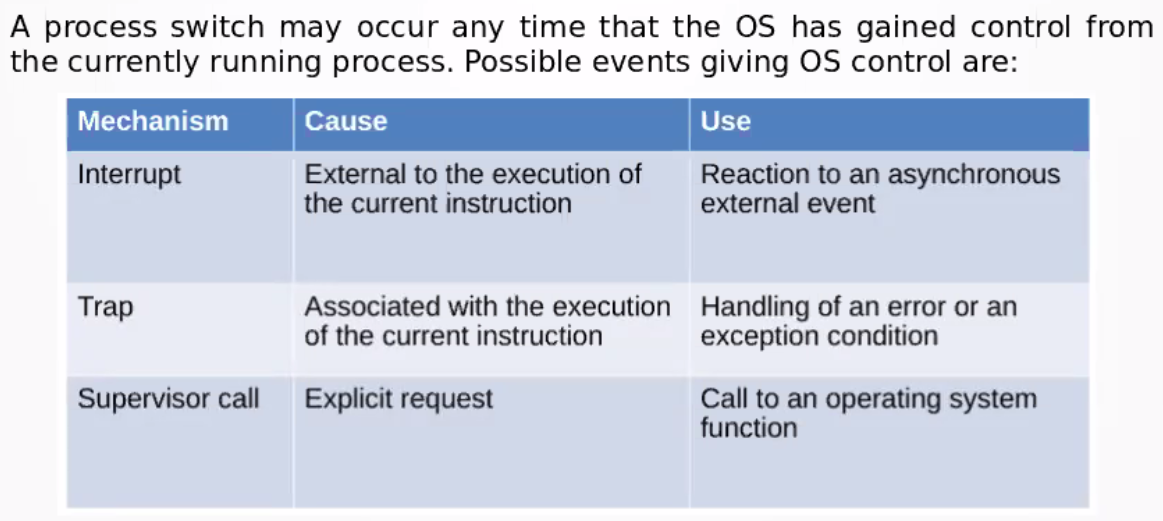 A process switch may occur any time that the OS has gained control from
the currently running process. Possible events giving OS control are:
Mechanism Cause Use
Interrupt External to the execution of Reaction to an asynchronous
the current instruction external event
Trap Associated with the execution Handling of an error or an
of the current instruction exception condition
Supervisor call Explicit request Call to an operating system
function